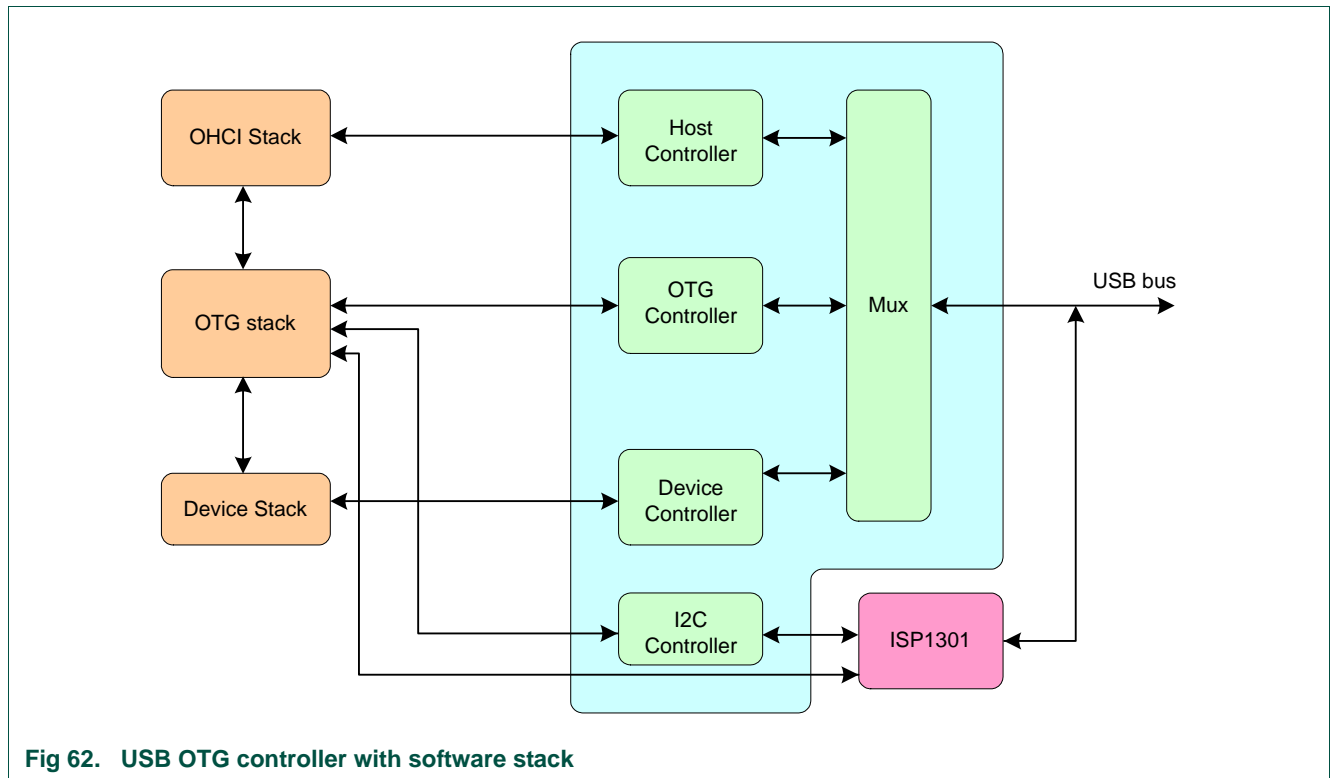 OHCI Stack
Host
Controller
OTG stack
OTG
Controller
Mux
USB bus
Device Stack
Device
Controller
I2C
Controller
ISP1301
Fig 62. USB OTG controller with software stack